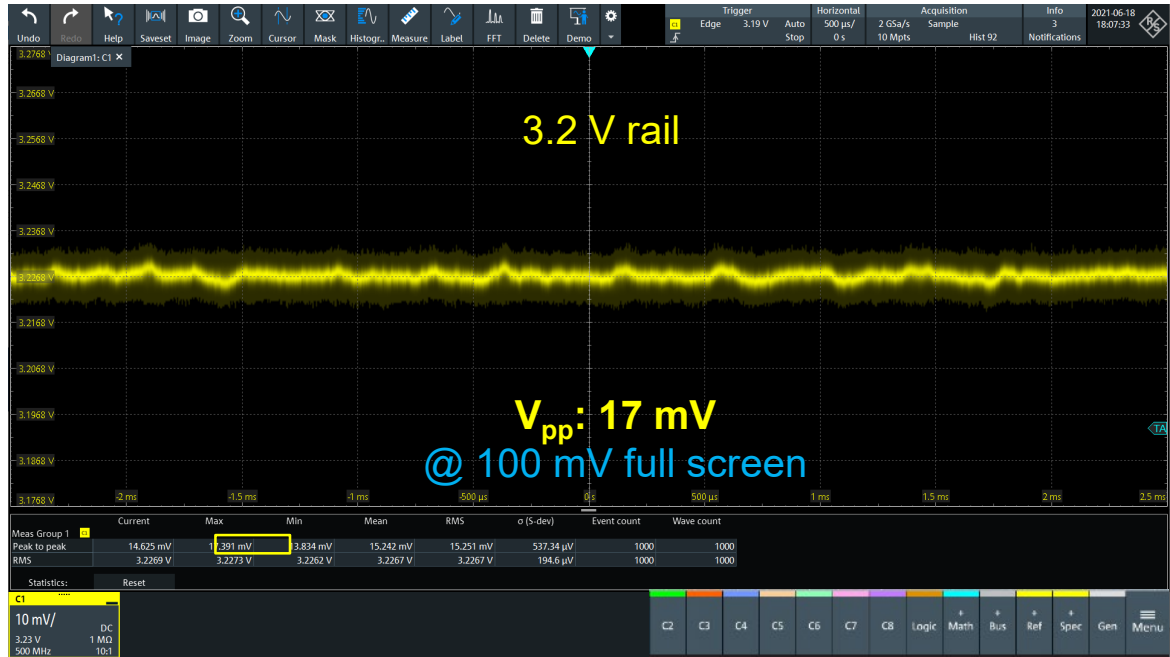 Undo Redo Help Saveset Image Zoom Cursor Mask Histogr.. Measure Label FFT Delete Demo
Trigger
C1 Edge 3.19 V Auto
Stop
Horizontal
500 µs/
0 s
Acquisition
2 GSa/s Sample
10 Mpts Hist 92
Info
3
Notifications
2021-06-18
18:07:33
R&S
3.2768 V
Diagram1: C1 ×
3.2668 V
3.2 V rail
3.2568 V
3.2468 V
3.2368 V
3.2268 V
3.2168 V
3.2068 V
3.1968 V
Vpp: 17 mV
TA
@ 100 mV full screen
3.1868 V
3.1768 V
-2 ms -1.5 ms -1 ms -500 µs 0 s 500 µs 1 ms 1.5 ms 2 ms 2.5 ms
Current Max Min Mean RMS σ (S-dev) Event count Wave count
Meas Group 1 C1
Peak to peak 14.625 mV 17.391 mV 13.834 mV 15.242 mV 15.251 mV 537.34 µV 1000 1000
RMS 3.2269 V 3.2273 V 3.2262 V 3.2267 V 3.2267 V 194.6 µV 1000 1000
Statistics: Reset
C1
10 mV/ DC
3.23 V 1 MΩ
500 MHz 10:1
C2 C3 C4 C5 C6 C7 C8 Logic + Math + Bus + Ref + Spec Gen Menu